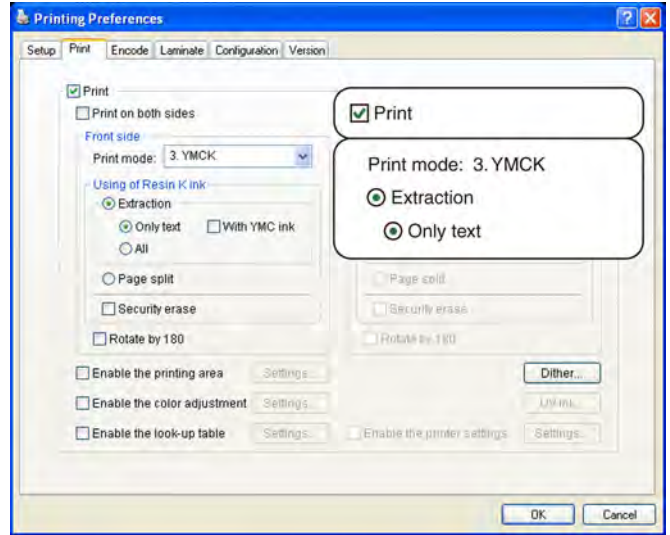 Printing Preferences
Setup Print Encode Laminate Configuration Version
Print
Print on both sides
Front side
Print mode: 3. YMCK
Using of Resin K ink
Extraction
Only text With YMC ink
All
Page split
Security erase
Rotate by 180
Print
Print mode: 3. YMCK
Extraction
Only text
Page split
Security erase
Rotate by 180
Enable the printing area Settings... Dither...
Enable the color adjustment Settings... UV ink...
Enable the look-up table Settings... Enable the printer settings Settings...
OK Cancel